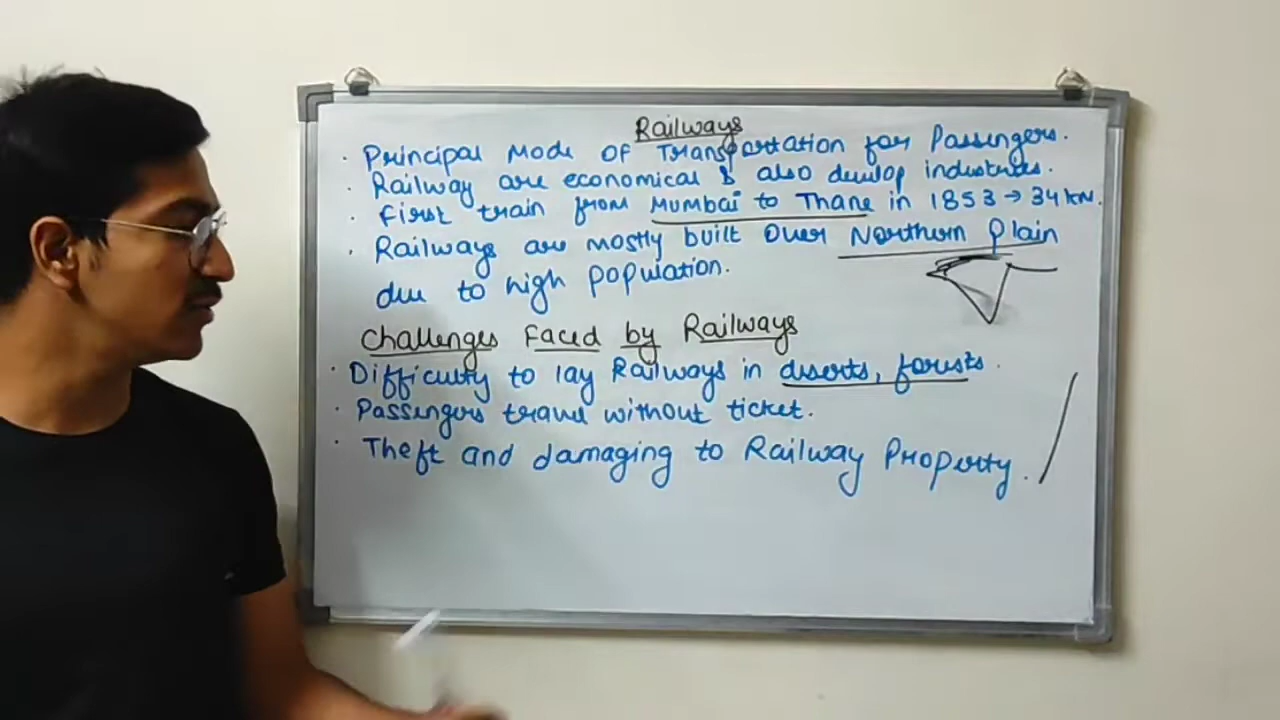 Railways
· Principal Mode of Transportation for Passengers.
· Railway are economical & also develop industries.
· First train from Mumbai to Thane in 1853 → 34 km.
· Railways are mostly built over Northern Plain
due to high population.
Challenges Faced by Railways
· Difficulty to lay Railways in diserts, forists.
· Passengers travel without ticket.
· Theft and damaging to Railway Property.